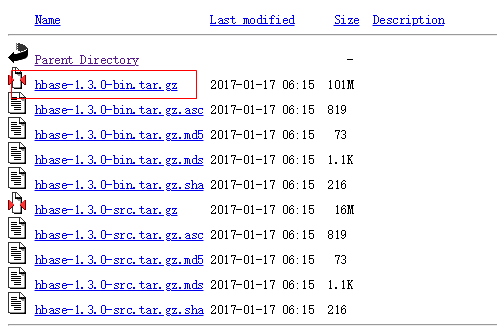 Name Last modified Size Description
Parent Directory -
hbase-1.3.0-bin.tar.gz 2017-01-17 06:15 101M
hbase-1.3.0-bin.tar.gz.asc 2017-01-17 06:15 819
hbase-1.3.0-bin.tar.gz.md5 2017-01-17 06:15 73
hbase-1.3.0-bin.tar.gz.mds 2017-01-17 06:15 1.1K
hbase-1.3.0-bin.tar.gz.sha 2017-01-17 06:15 216
hbase-1.3.0-src.tar.gz 2017-01-17 06:15 16M
hbase-1.3.0-src.tar.gz.asc 2017-01-17 06:15 819
hbase-1.3.0-src.tar.gz.md5 2017-01-17 06:15 73
hbase-1.3.0-src.tar.gz.mds 2017-01-17 06:15 1.1K
hbase-1.3.0-src.tar.gz.sha 2017-01-17 06:15 216